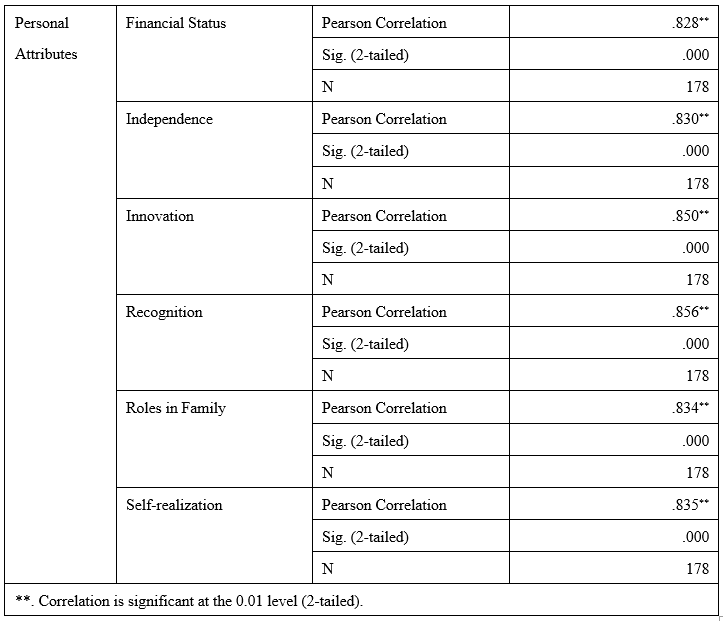 Personal Attributes Financial Status Pearson Correlation .828**
Sig. (2-tailed) .000
N 178
Independence Pearson Correlation .830**
Sig. (2-tailed) .000
N 178
Innovation Pearson Correlation .850**
Sig. (2-tailed) .000
N 178
Recognition Pearson Correlation .856**
Sig. (2-tailed) .000
N 178
Roles in Family Pearson Correlation .834**
Sig. (2-tailed) .000
N 178
Self-realization Pearson Correlation .835**
Sig. (2-tailed) .000
N 178
**. Correlation is significant at the 0.01 level (2-tailed).